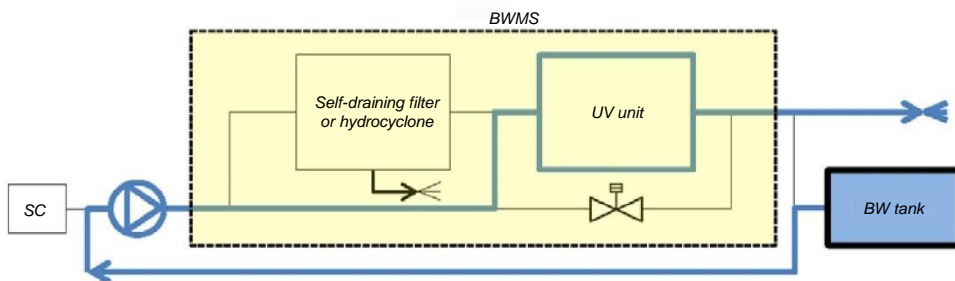 BWMS
Self-draining filter
or hydrocyclone
UV unit
SC
BW tank